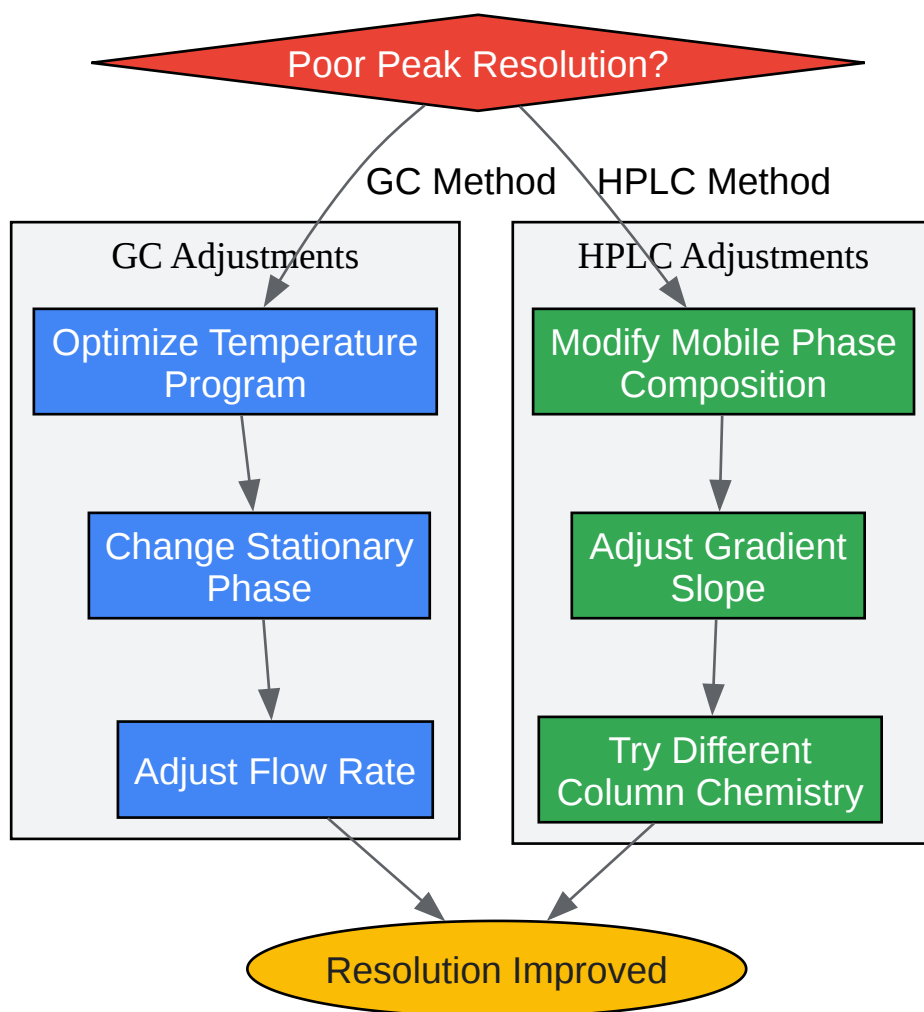 Poor Peak Resolution?
GC Method
HPLC Method
GC Adjustments
Optimize Temperature
Program
Change Stationary
Phase
Adjust Flow Rate
HPLC Adjustments
Modify Mobile Phase
Composition
Adjust Gradient
Slope
Try Different
Column Chemistry
Resolution Improved